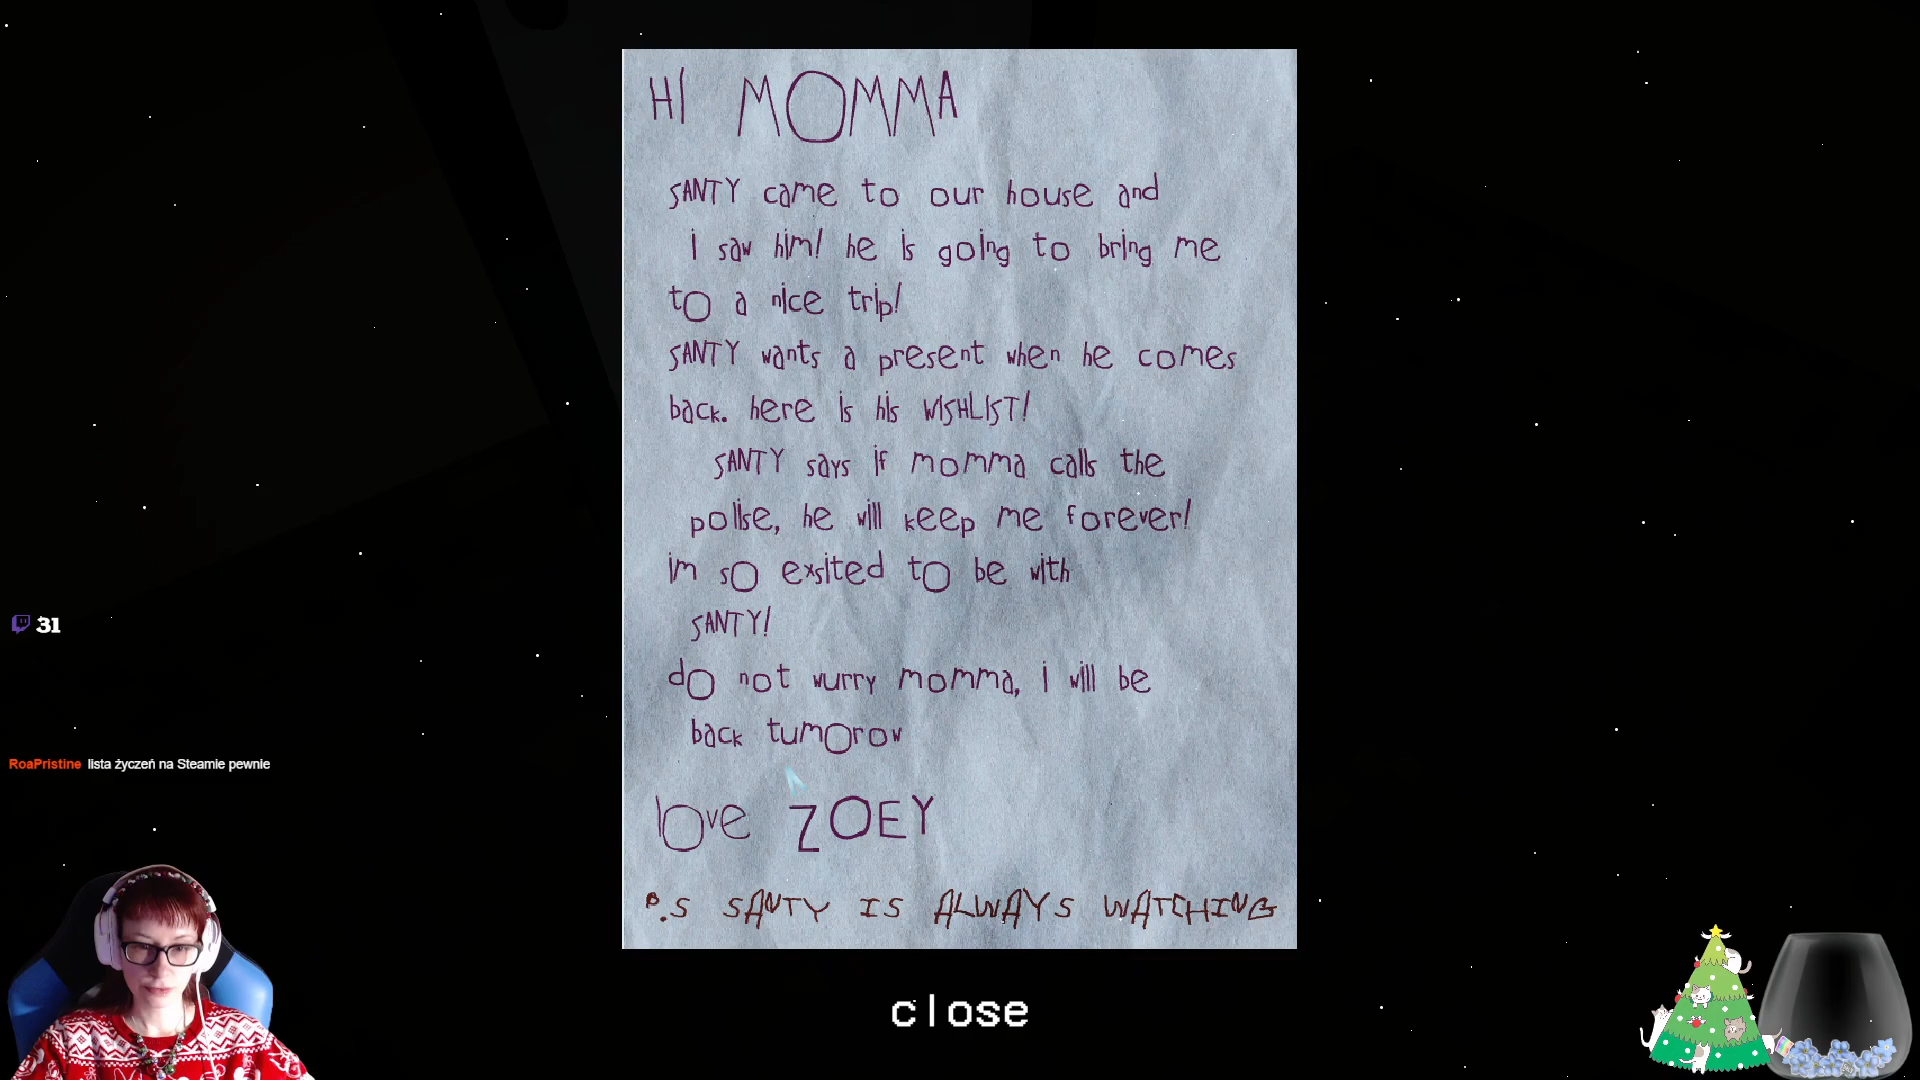 HI MOMMA
SANTY came to our house and
i saw him! he is going to bring me
to a nice trip!
SANTY wants a present when he comes
back. here is his WISHLIST!
SANTY says if momma calls the
polise, he will keep me forever!
im so exsited to be with
SANTY!
do not wurry momma, i will be
back tumorow
love ZOEY
P.S SANTY IS ALWAYS WATCHING
close
31
RoaPristine lista życzeń na Steamie pewnie